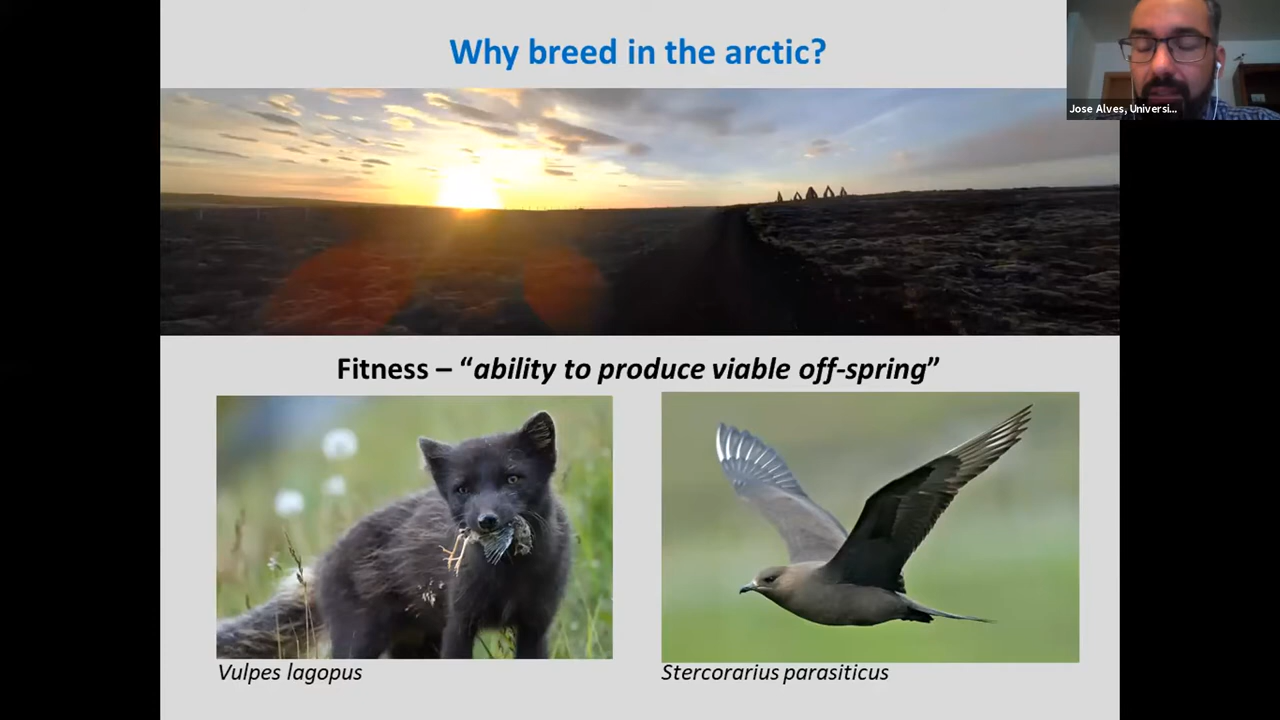 Why breed in the arctic?
Jose Alves, Universi...
Fitness – “ability to produce viable off-spring”
Vulpes lagopus
Stercorarius parasiticus